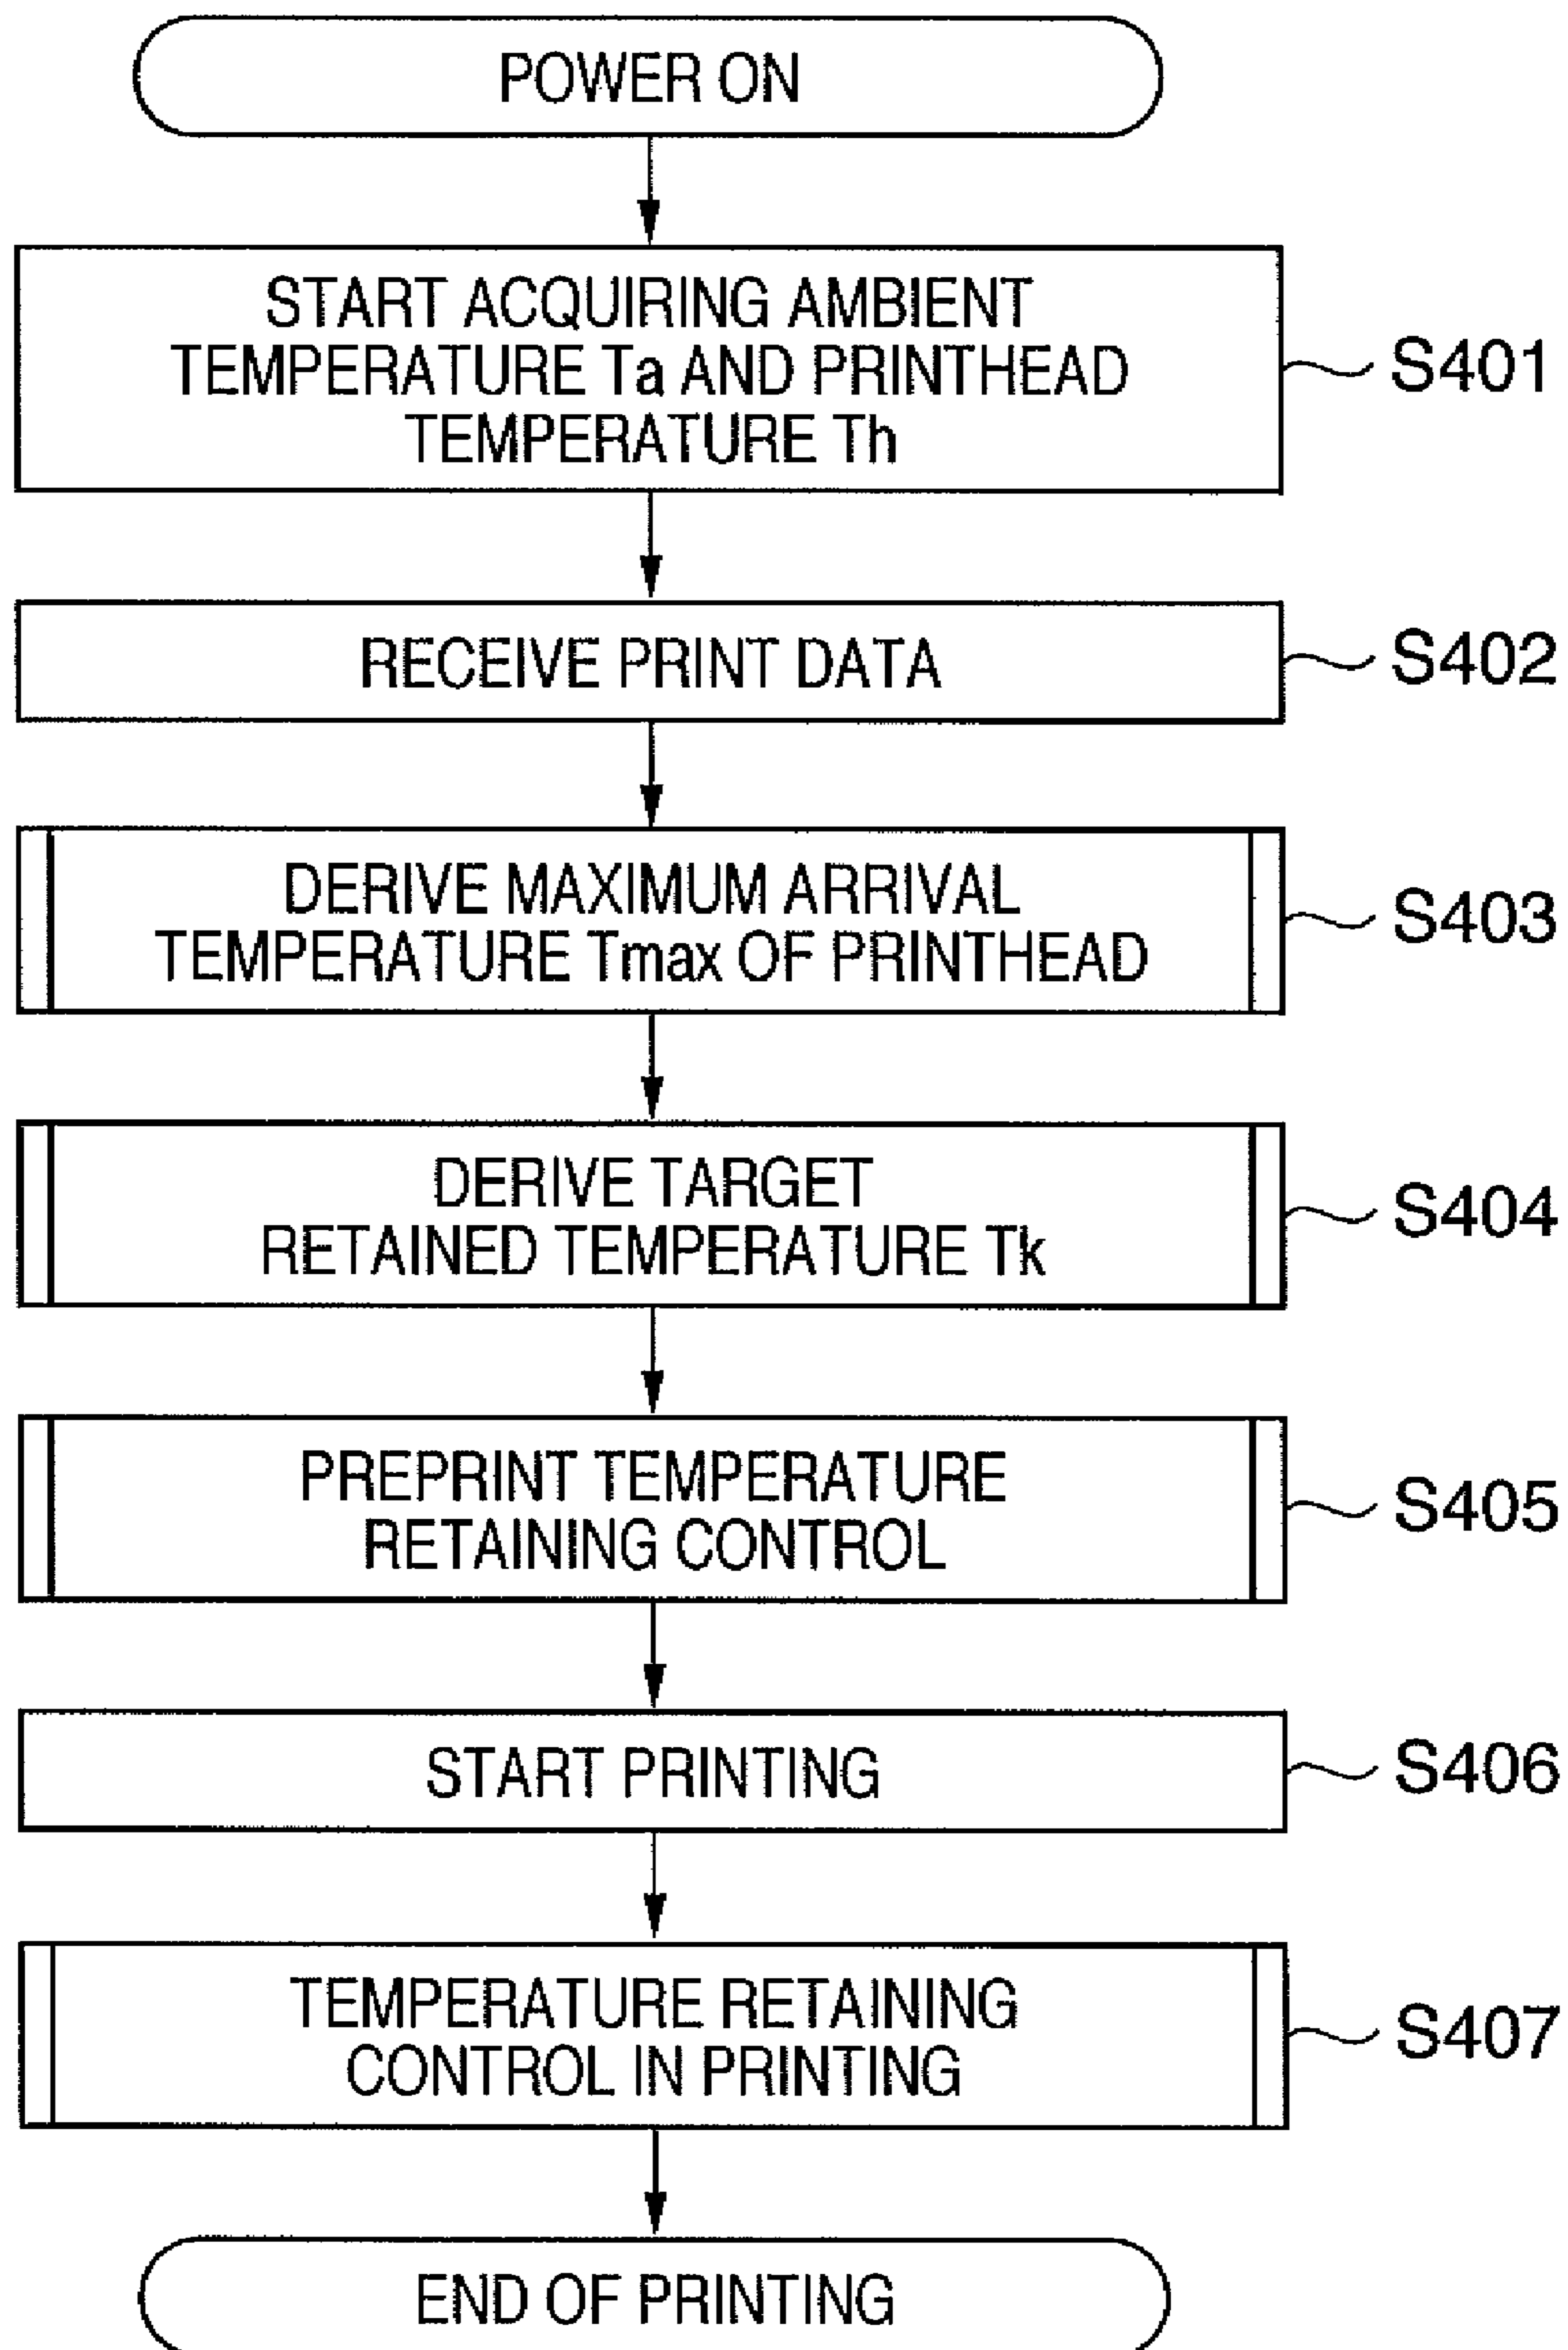 POWER ON
START ACQUIRING AMBIENT
TEMPERATURE Ta AND PRINTHEAD
TEMPERATURE Th
S401
RECEIVE PRINT DATA
S402
DERIVE MAXIMUM ARRIVAL
TEMPERATURE Tmax OF PRINTHEAD
S403
DERIVE TARGET
RETAINED TEMPERATURE Tk
S404
PREPRINT TEMPERATURE
RETAINING CONTROL
S405
START PRINTING
S406
TEMPERATURE RETAINING
CONTROL IN PRINTING
S407
END OF PRINTING